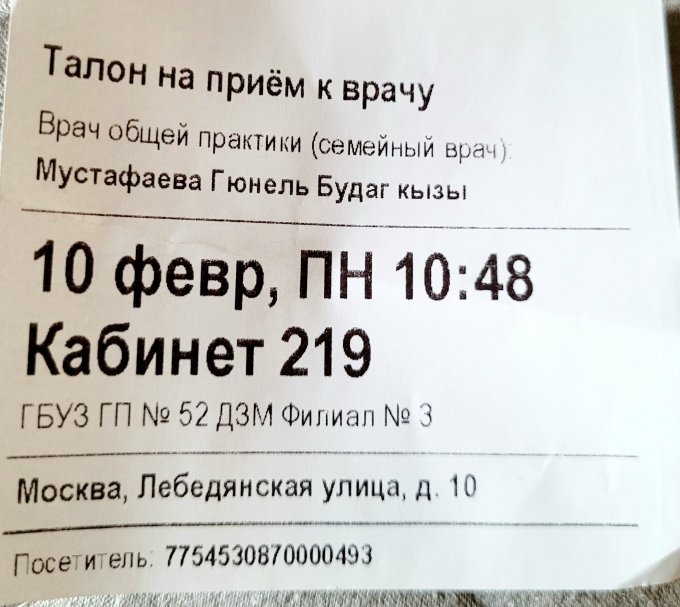 Талон на приём к врачу
Врач общей практики (семейный врач):
Мустафаева Гюнель Будаг кызы
10 февр, ПН 10:48
Кабинет 219
ГБУЗ ГП № 52 ДЗМ Филиал № 3
Москва, Лебедянская улица, д. 10
Посетитель: 7754530870000493